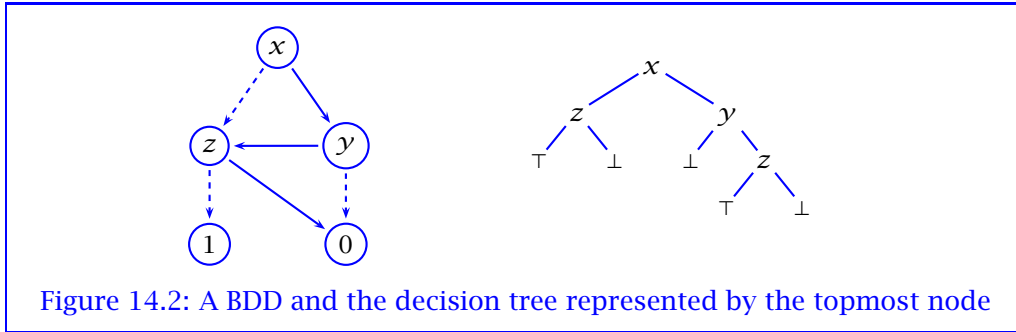 x
x
z
y
z
y
⊤
⊥
⊥
z
⊤
⊥
1
0
Figure 14.2: A BDD and the decision tree represented by the topmost node